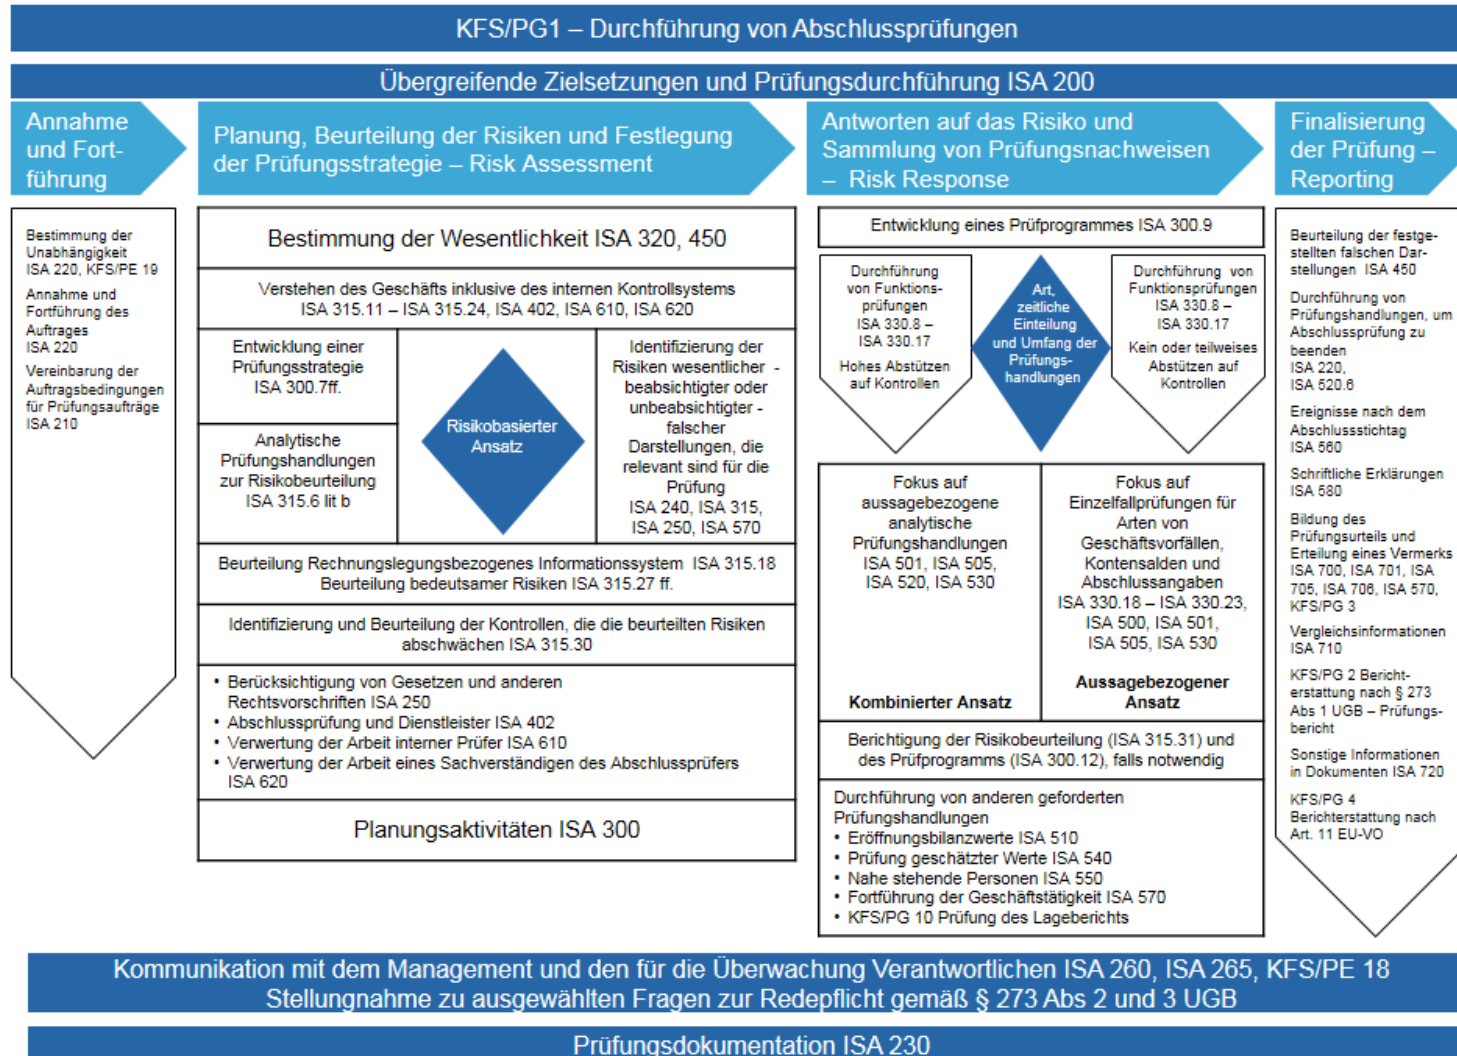 KFS/PG1 – Durchführung von Abschlussprüfungen
Übergreifende Zielsetzungen und Prüfungsdurchführung ISA 200
Annahme
und Fort-
führung
Planung, Beurteilung der Risiken und Festlegung
der Prüfungsstrategie – Risk Assessment
Antworten auf das Risiko und
Sammlung von Prüfungsnachweisen
– Risk Response
Finalisierung
der Prüfung –
Reporting
Bestimmung der
Unabhängigkeit
ISA 220, KFS/PE 19
Annahme und
Fortführung des
Auftrages
ISA 220
Vereinbarung der
Auftragsbedingungen
für Prüfungsaufträge
ISA 210
Bestimmung der Wesentlichkeit ISA 320, 450
Verstehen des Geschäfts inklusive des internen Kontrollsystems
ISA 315.11 – ISA 315.24, ISA 402, ISA 610, ISA 620
Entwicklung einer
Prüfungsstrategie
ISA 300.7ff.
Analytische
Prüfungshandlungen
zur Risikobeurteilung
ISA 315.6 lit b
Risikobasierter
Ansatz
Identifizierung der
Risiken wesentlicher -
beabsichtigter oder
unbeabsichtigter -
falscher
Darstellungen, die
relevant sind für die
Prüfung
ISA 240, ISA 315,
ISA 250, ISA 570
Beurteilung Rechnungslegungsbezogenes Informationssystem ISA 315.18
Beurteilung bedeutsamer Risiken ISA 315.27 ff.
Identifizierung und Beurteilung der Kontrollen, die die beurteilten Risiken
abschwächen ISA 315.30
• Berücksichtigung von Gesetzen und anderen
Rechtsvorschriften ISA 250
• Abschlussprüfung und Dienstleister ISA 402
• Verwertung der Arbeit interner Prüfer ISA 610
• Verwertung der Arbeit eines Sachverständigen des Abschlussprüfers
ISA 620
Planungsaktivitäten ISA 300
Entwicklung eines Prüfprogrammes ISA 300.9
Durchführung
von Funktions-
prüfungen
ISA 330.8 –
ISA 330.17
Hohes Abstützen
auf Kontrollen
Art,
zeitliche
Einteilung
und Umfang der
Prüfungs-
handlungen
Durchführung von
Funktionsprüfungen
ISA 330.8 –
ISA 330.17
Kein oder teilweises
Abstützen auf
Kontrollen
Fokus auf
aussagebezogene
analytische
Prüfungshandlungen
ISA 501, ISA 505,
ISA 520, ISA 530
Kombinierter Ansatz
Fokus auf
Einzelfallprüfungen für
Arten von
Geschäftsvorfällen,
Kontensalden und
Abschlussangaben
ISA 330.18 – ISA 330.23,
ISA 500, ISA 501,
ISA 505, ISA 530
Aussagebezogener
Ansatz
Berichtigung der Risikobeurteilung (ISA 315.31) und
des Prüfprogramms (ISA 300.12), falls notwendig
Durchführung von anderen geforderten
Prüfungshandlungen
• Eröffnungsbilanzwerte ISA 510
• Prüfung geschätzter Werte ISA 540
• Nahe stehende Personen ISA 550
• Fortführung der Geschäftstätigkeit ISA 570
• KFS/PG 10 Prüfung des Lageberichts
Beurteilung der festge-
stellten falschen Dar-
stellungen ISA 450
Durchführung von
Prüfungshandlungen, um
Abschlussprüfung zu
beenden
ISA 220,
ISA 520.6
Ereignisse nach dem
Abschlussstichtag
ISA 560
Schriftliche Erklärungen
ISA 580
Bildung des
Prüfungsurteils und
Erteilung eines Vermerks
ISA 700, ISA 701, ISA
705, ISA 706, ISA 570,
KFS/PG 3
Vergleichsinformationen
ISA 710
KFS/PG 2 Bericht-
erstattung nach § 273
Abs 1 UGB – Prüfungs-
bericht
Sonstige Informationen
in Dokumenten ISA 720
KFS/PG 4
Berichterstattung nach
Art. 11 EU-VO
Kommunikation mit dem Management und den für die Überwachung Verantwortlichen ISA 260, ISA 265, KFS/PE 18
Stellungnahme zu ausgewählten Fragen zur Redepflicht gemäß § 273 Abs 2 und 3 UGB
Prüfungsdokumentation ISA 230